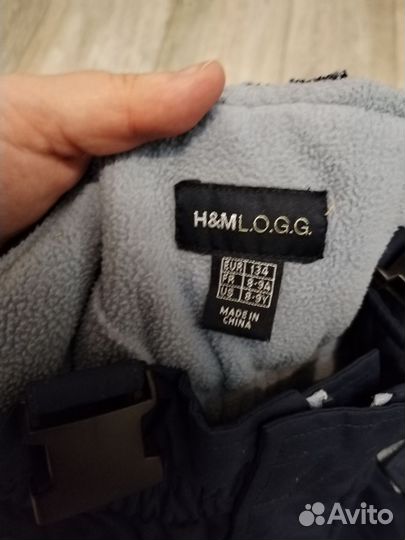 H&M L.O.G.G.
EUR 134
FR 8-9A
US 8-9Y
MADE IN
CHINA
Avito